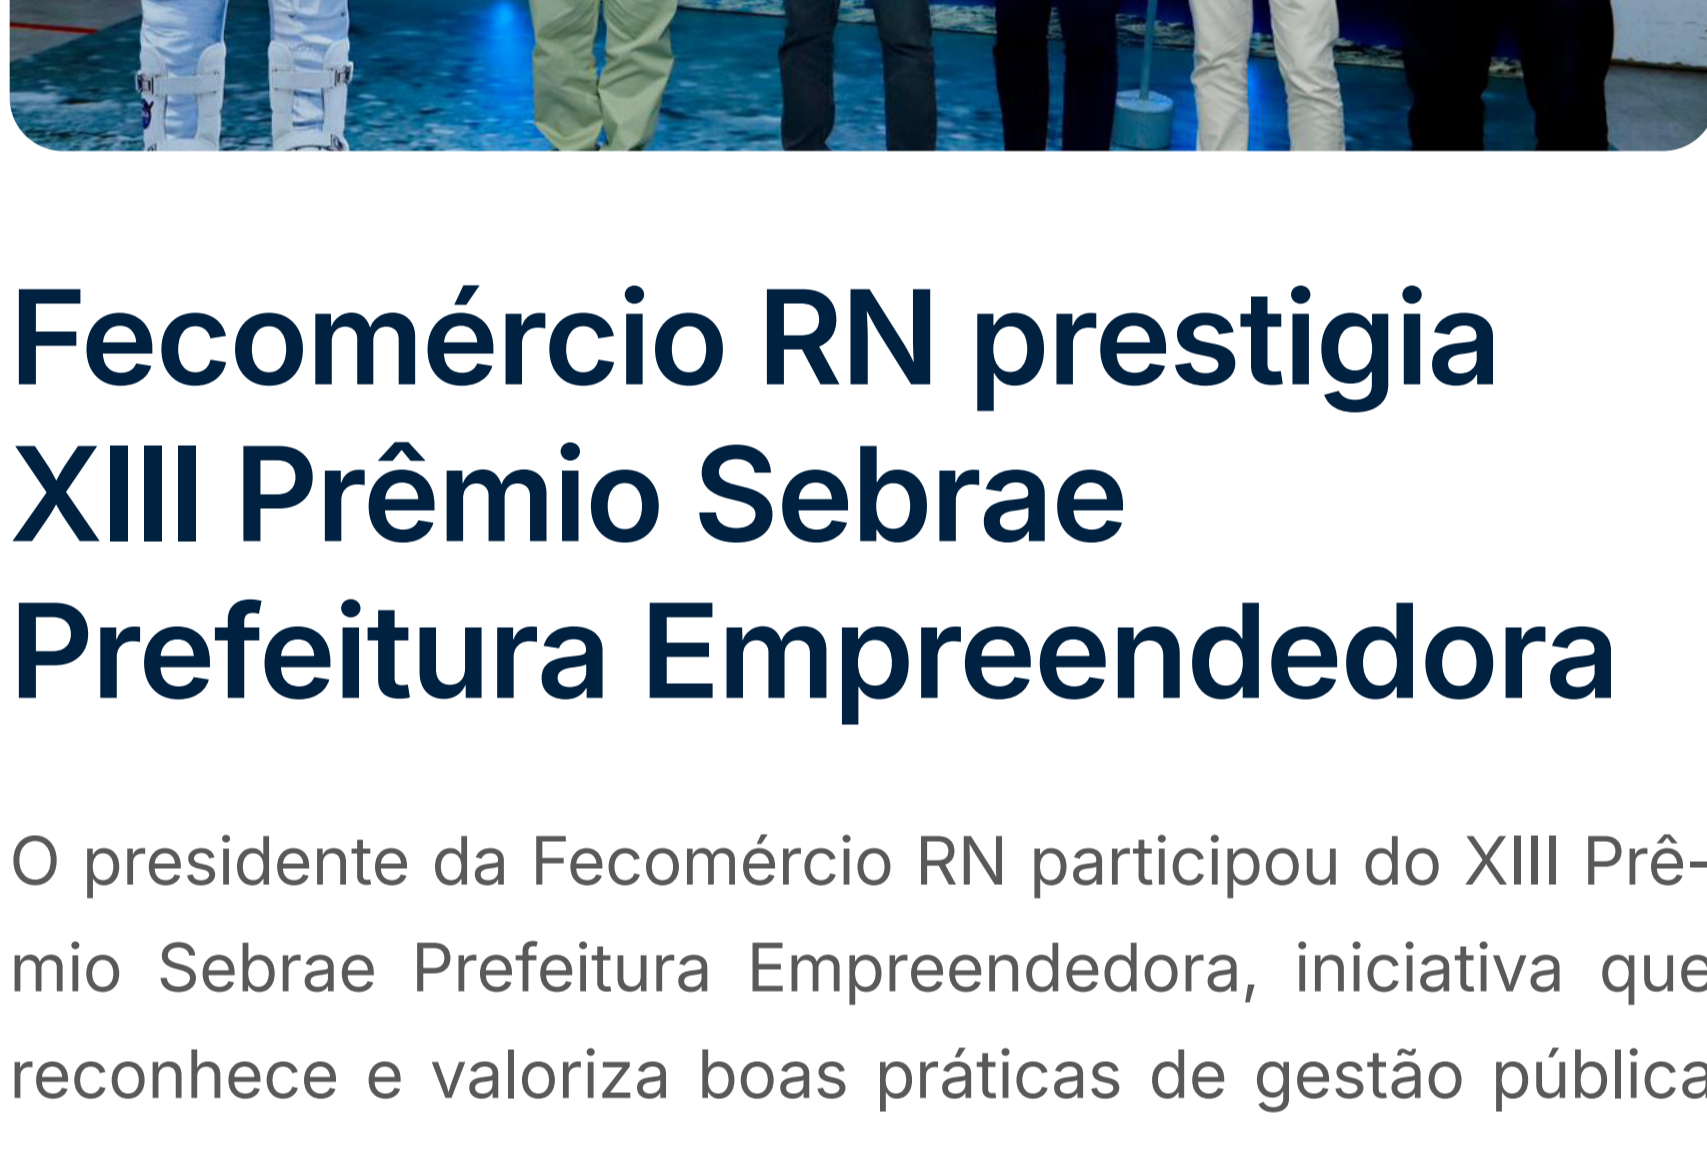 Fecomércio RN prestigia
XIII Prêmio Sebrae
Prefeitura Empreendedora
O presidente da Fecomércio RN participou do XIII Prê-
mio Sebrae Prefeitura Empreendedora, iniciativa que
reconhece e valoriza boas práticas de gestão pública